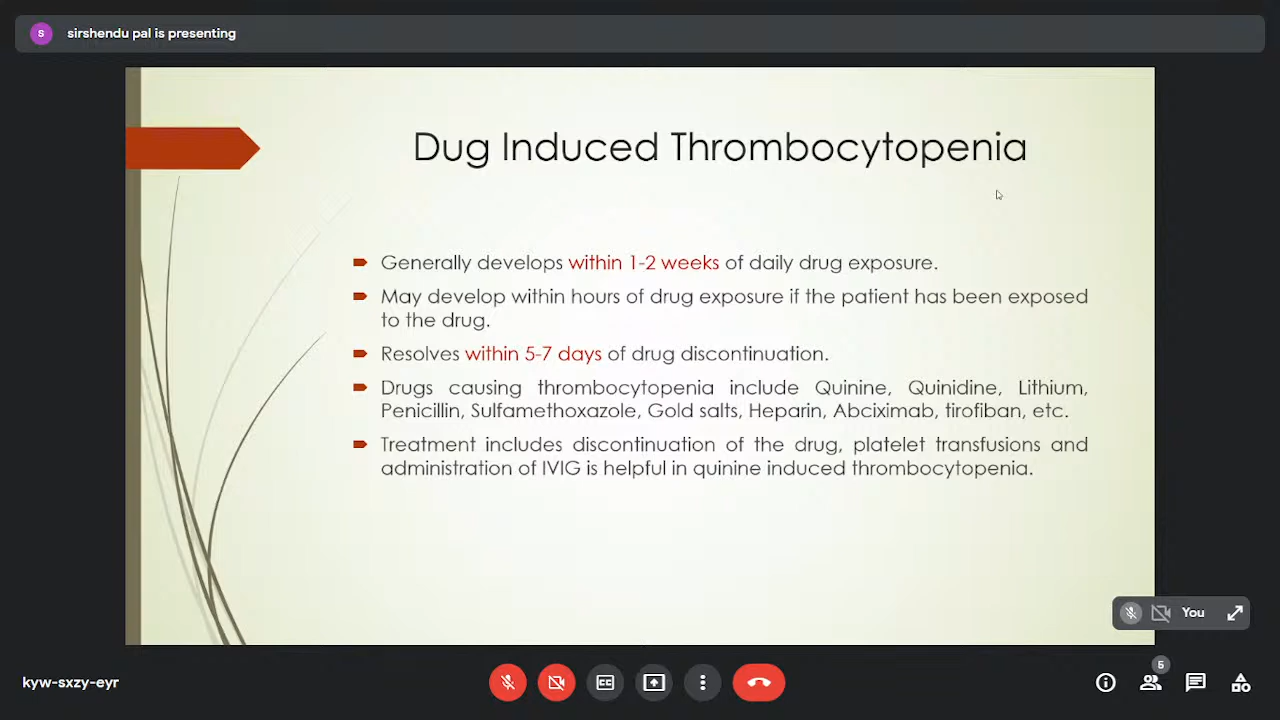 S
sirshendu pal is presenting
Dug Induced Thrombocytopenia
Generally develops within 1-2 weeks of daily drug exposure.
May develop within hours of drug exposure if the patient has been exposed
to the drug.
Resolves within 5-7 days of drug discontinuation.
Drugs causing thrombocytopenia include Quinine, Quinidine, Lithium,
Penicillin, Sulfamethoxazole, Gold salts, Heparin, Abciximab, tirofiban, etc.
Treatment includes discontinuation of the drug, platelet transfusions and
administration of IVIG is helpful in quinine induced thrombocytopenia.
You
kyw-sxzy-eyr
CC
5